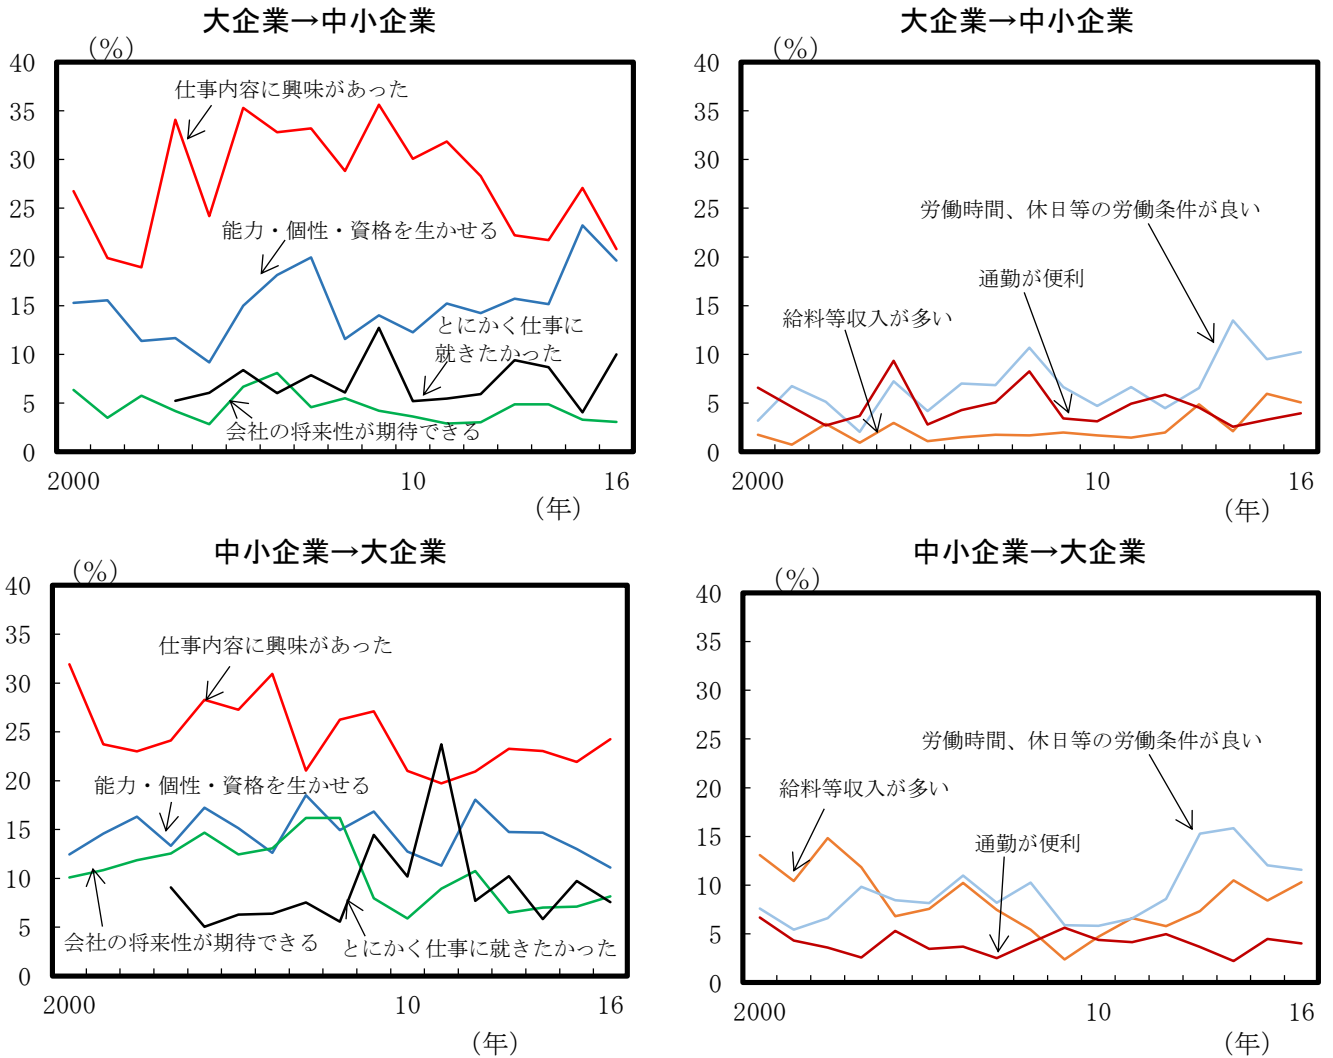 大企業→中小企業
（%）
40
35
30
25
20
15
10
5
0
仕事内容に興味があった
能力・個性・資格を生かせる
とにかく仕事に
就きたかった
会社の将来性が期待できる
2000
10
16
（年）
大企業→中小企業
（%）
40
35
30
25
20
15
10
5
0
労働時間、休日等の労働条件が良い
通勤が便利
給料等収入が多い
2000
10
16
（年）
中小企業→大企業
（%）
40
35
30
25
20
15
10
5
0
仕事内容に興味があった
能力・個性・資格を生かせる
会社の将来性が期待できる
とにかく仕事に就きたかった
2000
10
16
（年）
中小企業→大企業
（%）
40
35
30
25
20
15
10
5
0
労働時間、休日等の労働条件が良い
給料等収入が多い
通勤が便利
2000
10
16
（年）